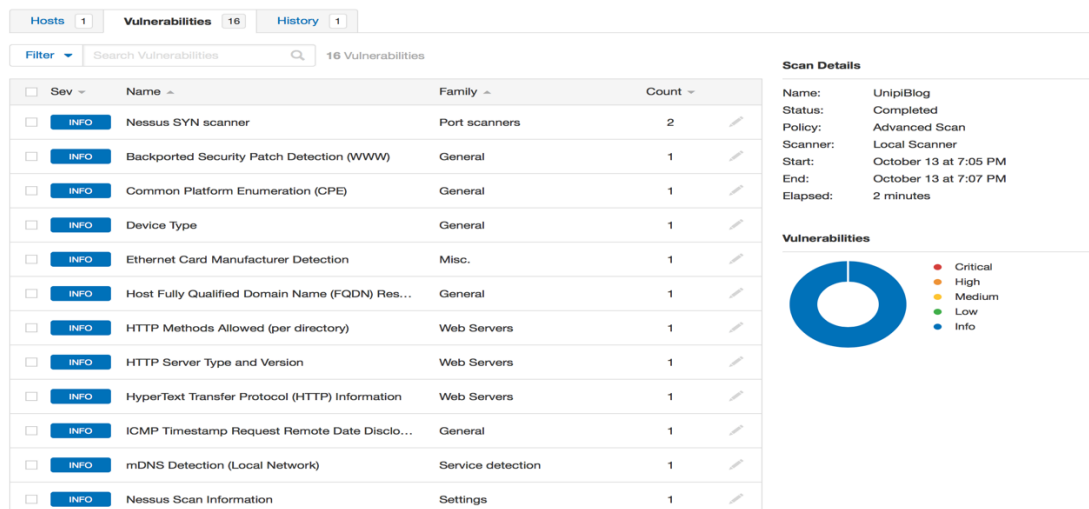 Hosts 1 Vulnerabilities 16 History 1
Filter Search Vulnerabilities 16 Vulnerabilities
Sev Name Family Count
INFO Nessus SYN scanner Port scanners 2
INFO Backported Security Patch Detection (WWW) General 1
INFO Common Platform Enumeration (CPE) General 1
INFO Device Type General 1
INFO Ethernet Card Manufacturer Detection Misc. 1
INFO Host Fully Qualified Domain Name (FQDN) Res... General 1
INFO HTTP Methods Allowed (per directory) Web Servers 1
INFO HTTP Server Type and Version Web Servers 1
INFO HyperText Transfer Protocol (HTTP) Information Web Servers 1
INFO ICMP Timestamp Request Remote Date Disclo... General 1
INFO mDNS Detection (Local Network) Service detection 1
INFO Nessus Scan Information Settings 1
Scan Details
Name: UnipiBlog
Status: Completed
Policy: Advanced Scan
Scanner: Local Scanner
Start: October 13 at 7:05 PM
End: October 13 at 7:07 PM
Elapsed: 2 minutes
Vulnerabilities
Critical
High
Medium
Low
Info